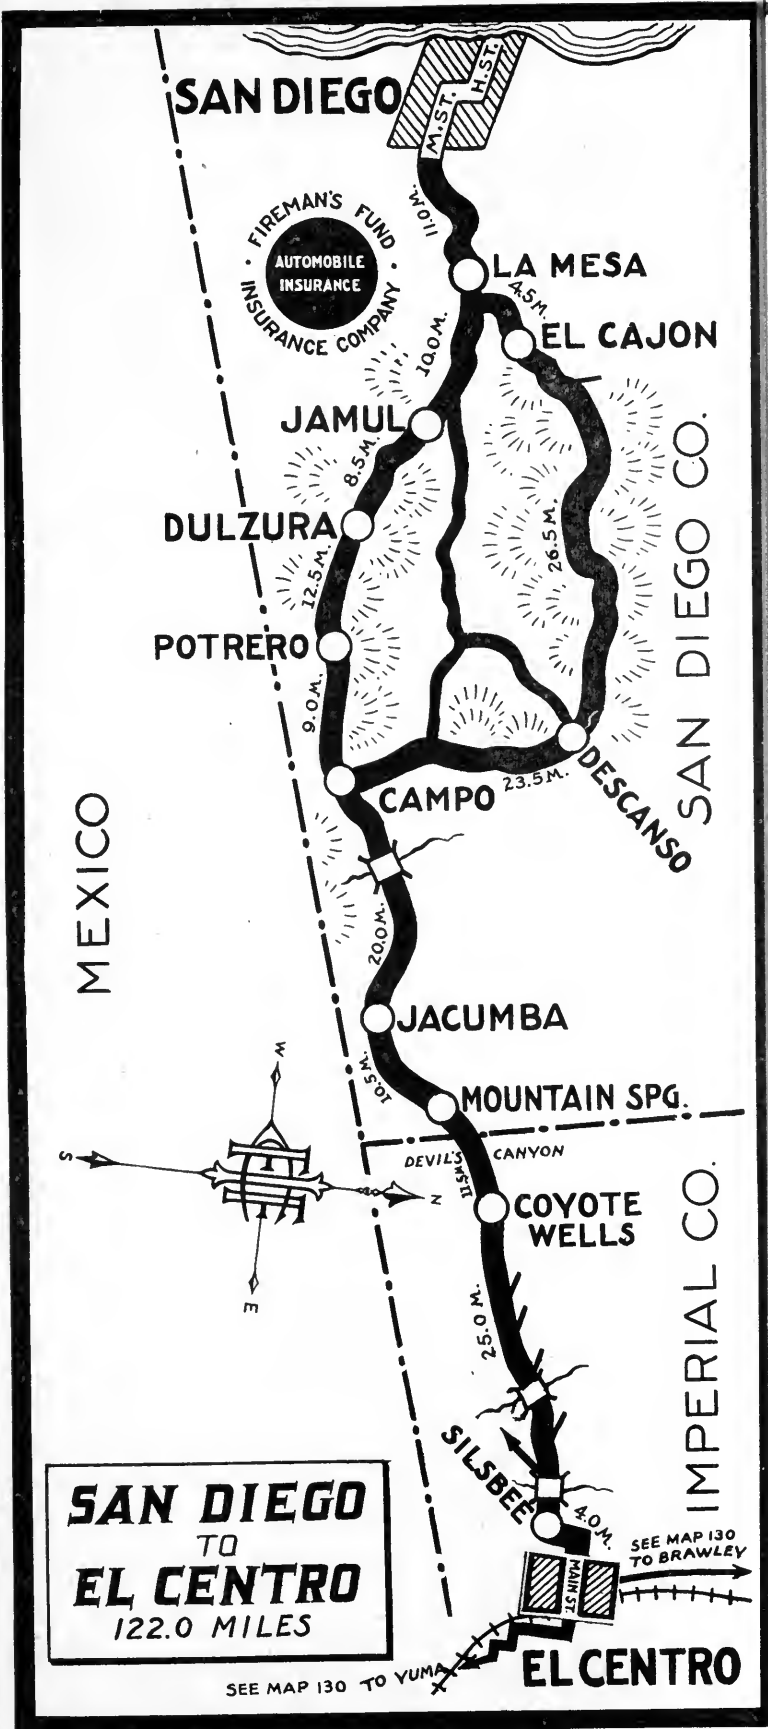 SAN DIEGO
M. ST.
H. ST.
11.0 M.
FIREMAN'S FUND
AUTOMOBILE
INSURANCE
INSURANCE COMPANY
LA MESA
4.5 M.
EL CAJON
10.0 M.
JAMUL
8.5 M.
DULZURA
26.5 M.
12.5 M.
POTRERO
9.0 M.
SAN DIEGO CO.
DESCANSO
23.5 M.
CAMPO
MEXICO
20.0 M.
JACUMBA
10.5 M.
MOUNTAIN SPG.
DEVIL'S CANYON
11.5 M.
COYOTE
WELLS
W
S
N
E
25.0 M.
IMPERIAL CO.
SILSBEE
4.0 M.
SEE MAP 130
TO BRAWLEY
MAIN ST.
SAN DIEGO
TO
EL CENTRO
122.0 MILES
EL CENTRO
SEE MAP 130 TO YUMA